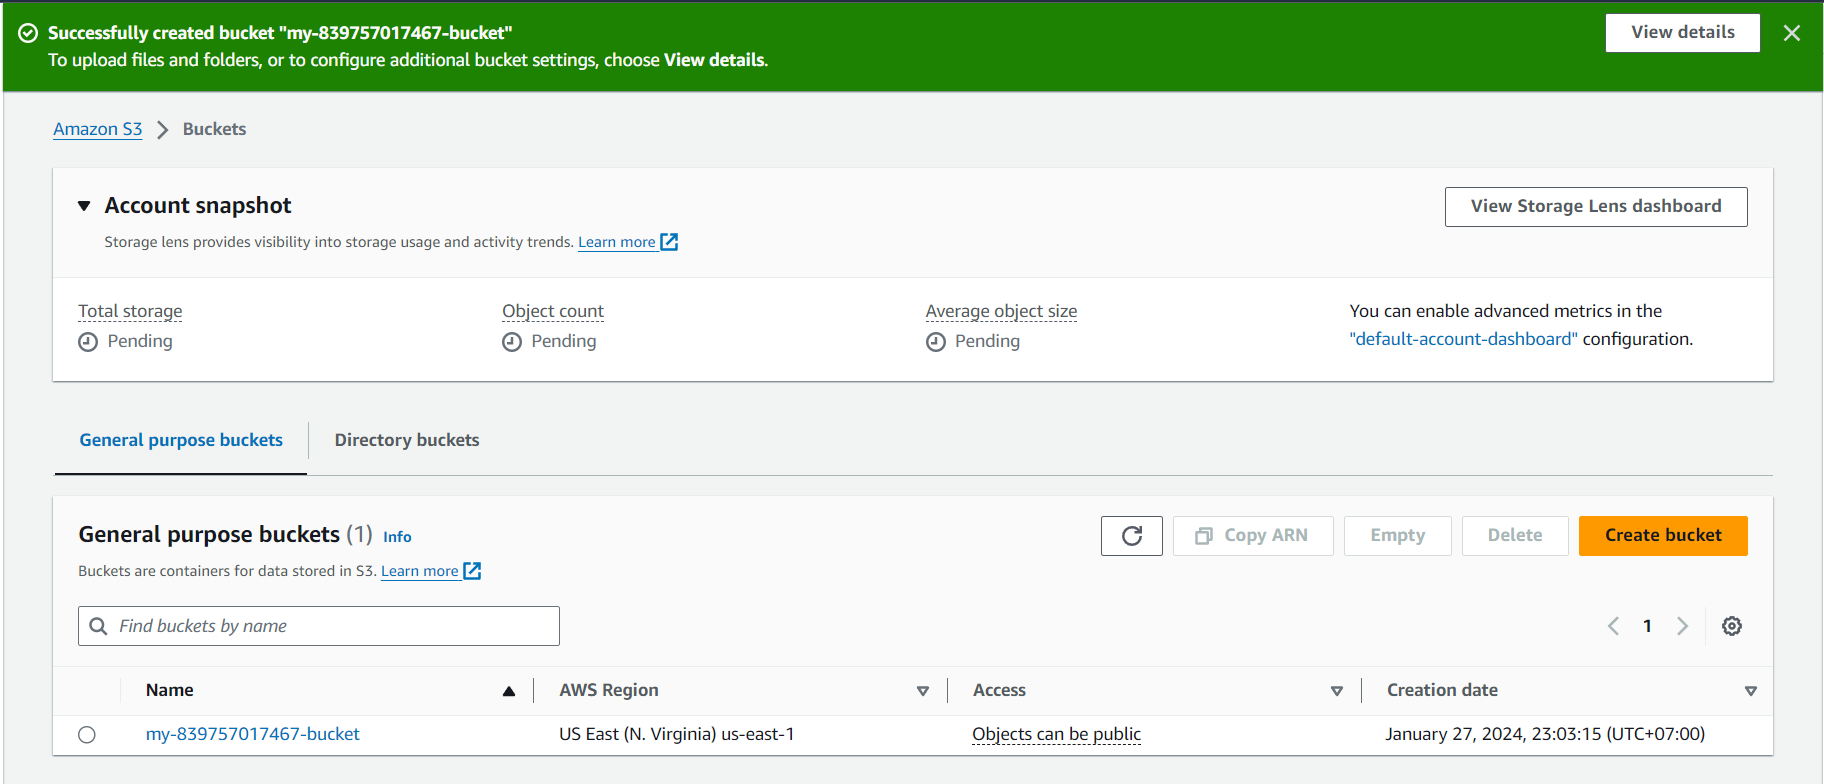 Successfully created bucket "my-839757017467-bucket"
To upload files and folders, or to configure additional bucket settings, choose View details.
View details
Amazon S3 Buckets
Account snapshot
Storage lens provides visibility into storage usage and activity trends. Learn more
View Storage Lens dashboard
Total storage
Pending
Object count
Pending
Average object size
Pending
You can enable advanced metrics in the
"default-account-dashboard" configuration.
General purpose buckets
Directory buckets
General purpose buckets (1) Info
Buckets are containers for data stored in S3. Learn more
Copy ARN
Empty
Delete
Create bucket
Find buckets by name
1
Name AWS Region Access Creation date
my-839757017467-bucket US East (N. Virginia) us-east-1 Objects can be public January 27, 2024, 23:03:15 (UTC+07:00)